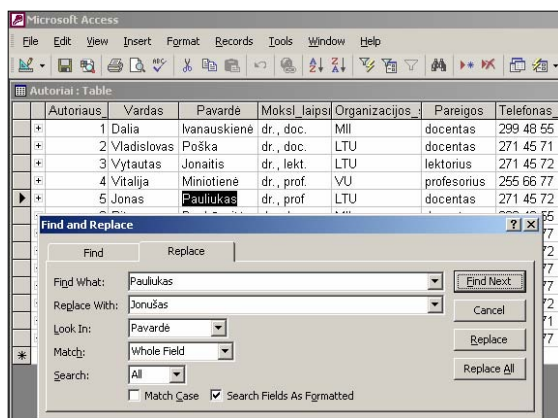 Microsoft Access
File Edit View Insert Format Records Tools Window Help
Autoriai : Table
Autoriaus_ Vardas Pavardė Moksl_laips Organizacijos_ Pareigos Telefonas_
1 Dalia Ivanauskienė dr., doc. MII docentas 299 48 55
2 Vladislovas Poška dr., doc. LTU docentas 271 45 71
3 Vytautas Jonaitis dr., lekt. LTU lektorius 271 45 72
4 Vitalija Miniotienė dr., prof. VU profesorius 255 66 77
5 Jonas Pauliukas dr., prof LTU docentas 271 45 72
Find and Replace
Find Replace
Find What: Pauliukas Find Next
Replace With: Jonušas Cancel
Look In: Pavardė
Match: Whole Field Replace
Search: All Replace All
Match Case Search Fields As Formatted